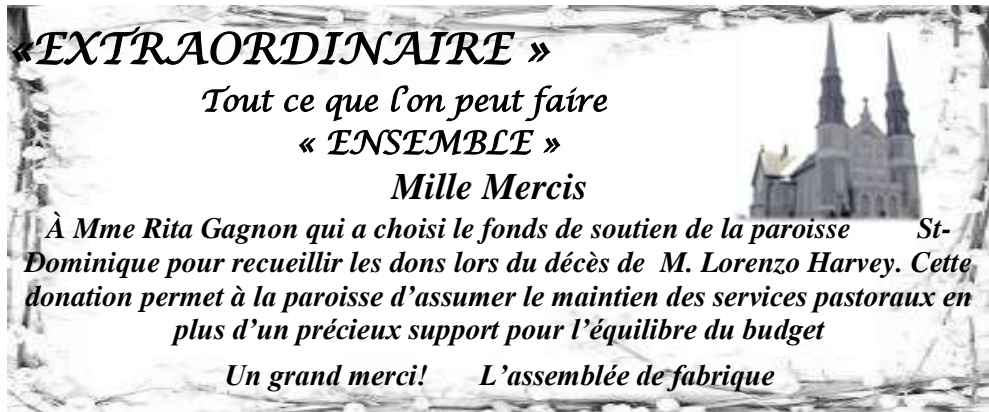 «EXTRAORDINAIRE »
Tout ce que l'on peut faire
« ENSEMBLE »
Mille Mercis
À Mme Rita Gagnon qui a choisi le fonds de soutien de la paroisse St-
Dominique pour recueillir les dons lors du décès de M. Lorenzo Harvey. Cette
donation permet à la paroisse d’assumer le maintien des services pastoraux en
plus d’un précieux support pour l’équilibre du budget
Un grand merci! L’assemblée de fabrique